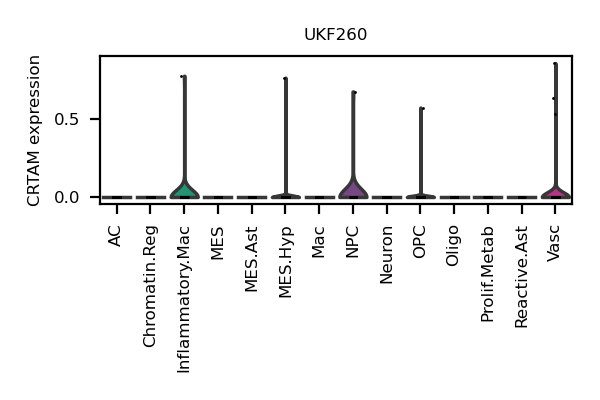 UKF260
CRTAM expression
0.5
0.0
AC
Chromatin.Reg
Inflammatory.Mac
MES
MES.Ast
MES.Hyp
Mac
NPC
Neuron
OPC
Oligo
Prolif.Metab
Reactive.Ast
Vasc